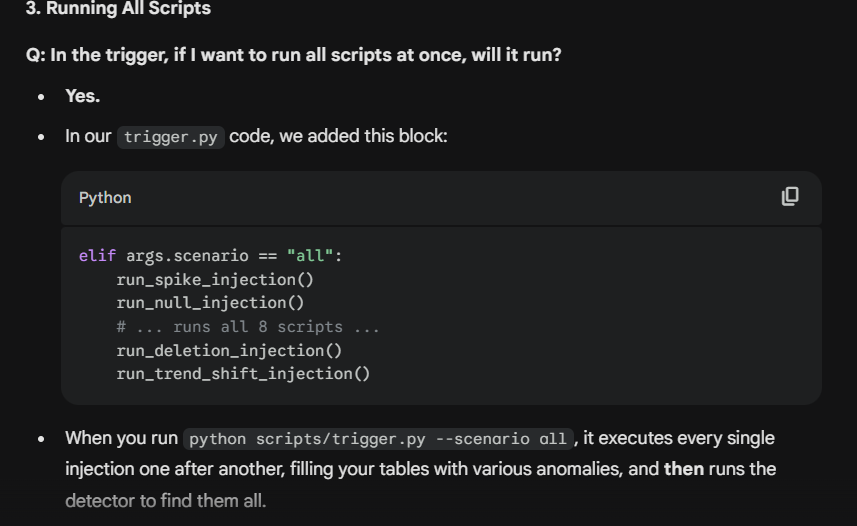 3. Running All Scripts
Q: In the trigger, if I want to run all scripts at once, will it run?
• Yes.
• In our trigger.py code, we added this block:
Python
elif args.scenario == "all":
    run_spike_injection()
    run_null_injection()
    # ... runs all 8 scripts ...
    run_deletion_injection()
    run_trend_shift_injection()
• When you run python scripts/trigger.py --scenario all, it executes every single
injection one after another, filling your tables with various anomalies, and then runs the
detector to find them all.